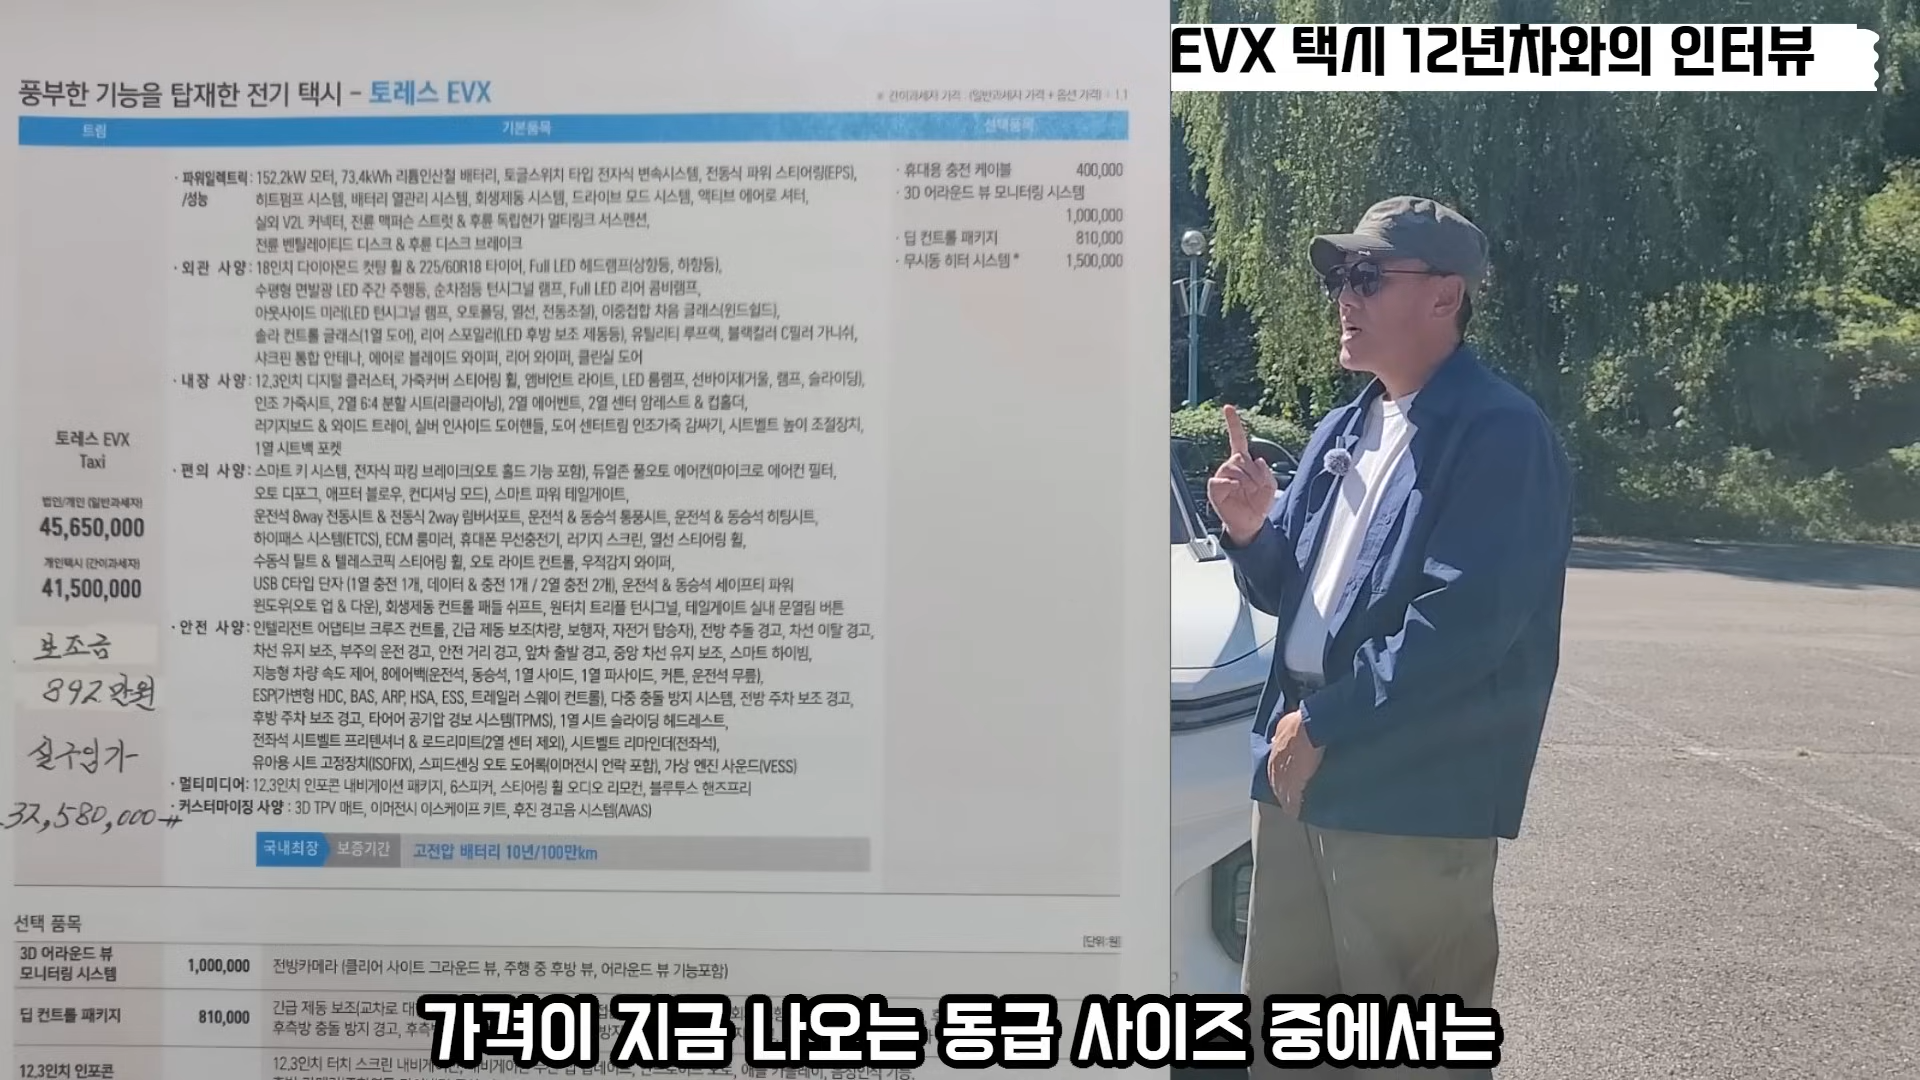 EVX 택시 12년차와의 인터뷰
풍부한 기능을 탑재한 전기 택시 - 토레스 EVX
※ 간이과세자 가격 : (일반과세자 가격 + 옵션 가격) ÷ 1.1
트림 기본품목 선택품목
토레스 EVX
Taxi
법인/개인 (일반과세자)
45,650,000
개인택시 (간이과세자)
41,500,000
보조금
892만원
실구입가
32,580,000
· 파워일렉트릭 : 152.2kW 모터, 73.4kWh 리튬인산철 배터리, 토글스위치 타입 전자식 변속시스템, 전동식 파워 스티어링(EPS),
/성능 히트펌프 시스템, 배터리 열관리 시스템, 회생제동 시스템, 드라이브 모드 시스템, 액티브 에어로 셔터,
실외 V2L 커넥터, 전륜 맥퍼슨 스트럿 & 후륜 독립현가 멀티링크 서스펜션,
전륜 벤틸레이티드 디스크 & 후륜 디스크 브레이크
· 외관 사양 : 18인치 다이아몬드 컷팅 휠 & 225/60R18 타이어, Full LED 헤드램프(상향등, 하향등),
수평형 면발광 LED 주간 주행등, 순차점등 턴시그널 램프, Full LED 리어 콤비램프,
아웃사이드 미러(LED 턴시그널 램프, 오토폴딩, 열선, 전동조절), 이중접합 차음 글래스(윈드쉴드),
솔라 컨트롤 글래스(1열 도어), 리어 스포일러(LED 후방 보조 제동등), 유틸리티 루프랙, 블랙컬러 C필러 가니쉬,
샤크핀 통합 안테나, 에어로 블레이드 와이퍼, 리어 와이퍼, 클린실 도어
· 내장 사양 : 12.3인치 디지털 클러스터, 가죽커버 스티어링 휠, 앰비언트 라이트, LED 룸램프, 선바이저(거울, 램프, 슬라이딩),
인조 가죽시트, 2열 6:4 분할 시트(리클라이닝), 2열 에어벤트, 2열 센터 암레스트 & 컵홀더,
러기지보드 & 와이드 트레이, 실버 인사이드 도어핸들, 도어 센터트림 인조가죽 감싸기, 시트벨트 높이 조절장치,
1열 시트백 포켓
· 편의 사양 : 스마트 키 시스템, 전자식 파킹 브레이크(오토 홀드 기능 포함), 듀얼존 풀오토 에어컨(마이크로 에어컨 필터,
오토 디포그, 애프터 블로우, 컨디셔닝 모드), 스마트 파워 테일게이트,
운전석 8way 전동시트 & 전동식 2way 럼버서포트, 운전석 & 동승석 통풍시트, 운전석 & 동승석 히팅시트,
하이패스 시스템(ETCS), ECM 룸미러, 휴대폰 무선충전기, 러기지 스크린, 열선 스티어링 휠,
수동식 틸트 & 텔레스코픽 스티어링 휠, 오토 라이트 컨트롤, 우적감지 와이퍼,
USB C타입 단자 (1열 충전 1개, 데이터 & 충전 1개 / 2열 충전 2개), 운전석 & 동승석 세이프티 파워
윈도우(오토 업 & 다운), 회생제동 컨트롤 패들 쉬프트, 원터치 트리플 턴시그널, 테일게이트 실내 문열림 버튼
· 안전 사양 : 인텔리전트 어댑티브 크루즈 컨트롤, 긴급 제동 보조(차량, 보행자, 자전거 탑승자), 전방 추돌 경고, 차선 이탈 경고,
차선 유지 보조, 부주의 운전 경고, 안전 거리 경고, 앞차 출발 경고, 중앙 차선 유지 보조, 스마트 하이빔,
지능형 차량 속도 제어, 8에어백(운전석, 동승석, 1열 사이드, 1열 파사이드, 커튼, 운전석 무릎),
ESP(가변형 HDC, BAS, ARP, HSA, ESS, 트레일러 스웨이 컨트롤), 다중 충돌 방지 시스템, 전방 주차 보조 경고,
후방 주차 보조 경고, 타이어 공기압 경보 시스템(TPMS), 1열 시트 슬라이딩 헤드레스트,
전좌석 시트벨트 프리텐셔너 & 로드리미트(2열 센터 제외), 시트벨트 리마인더(전좌석),
유아용 시트 고정장치(ISOFIX), 스피드센싱 오토 도어록(이머전시 언락 포함), 가상 엔진 사운드(VESS)
· 멀티미디어 : 12.3인치 인포콘 내비게이션 패키지, 6스피커, 스티어링 휠 오디오 리모컨, 블루투스 핸즈프리
· 커스터마이징 사양 : 3D TPV 매트, 이머전시 이스케이프 키트, 후진 경고음 시스템(AVAS)
국내최장 보증기간 고전압 배터리 10년/100만km
· 휴대용 충전 케이블 400,000
· 3D 어라운드 뷰 모니터링 시스템
1,000,000
· 딥 컨트롤 패키지 810,000
· 무시동 히터 시스템 * 1,500,000
선택 품목
[단위:원]
3D 어라운드 뷰
모니터링 시스템 1,000,000 전방카메라 (클리어 사이트 그라운드 뷰, 주행 중 후방 뷰, 어라운드 뷰 기능포함)
딥 컨트롤 패키지 810,000 긴급 제동 보조(교차로
후측방 충돌 방지 경고,
12.3인치 인포콘 12.3인치 터치 스크린
가격이 지금 나오는 동급 사이즈 중에서는